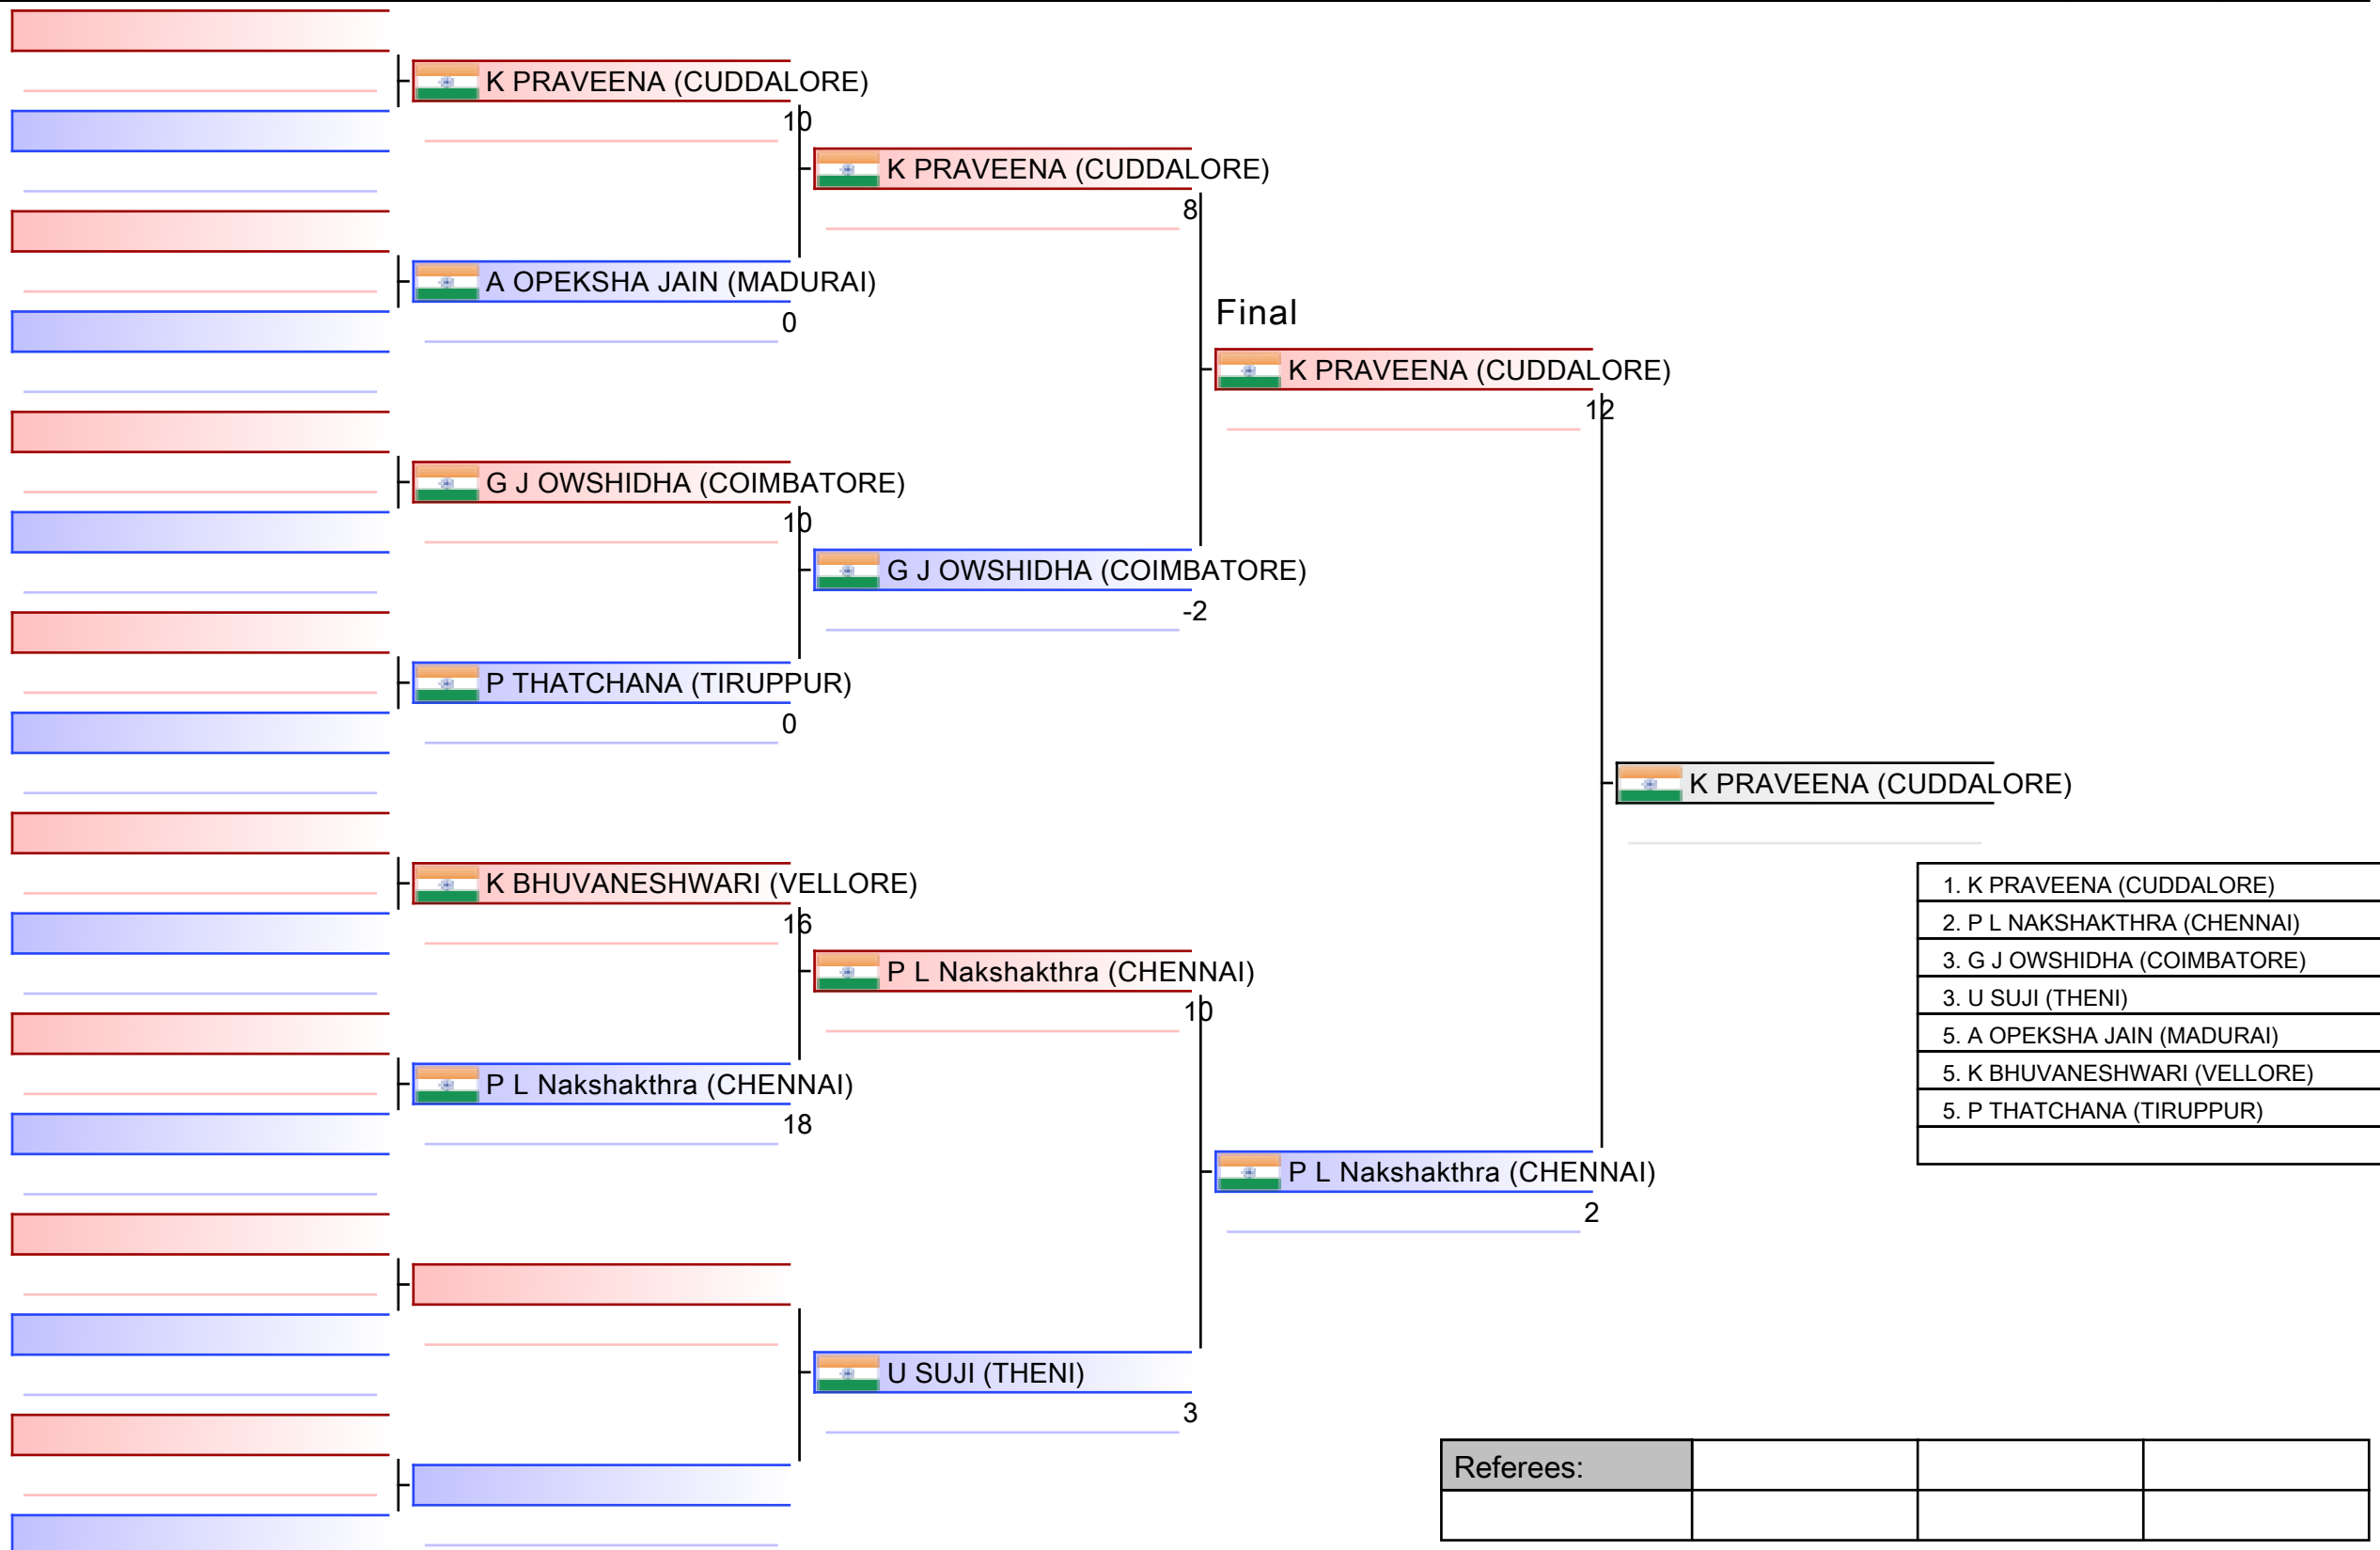 K PRAVEENA (CUDDALORE)
10
A OPEKSHA JAIN (MADURAI)
0
G J OWSHIDHA (COIMBATORE)
10
P THATCHANA (TIRUPPUR)
0
K BHUVANESHWARI (VELLORE)
16
P L Nakshakthra (CHENNAI)
18
K PRAVEENA (CUDDALORE)
8
G J OWSHIDHA (COIMBATORE)
-2
P L Nakshakthra (CHENNAI)
10
U SUJI (THENI)
3
Final
K PRAVEENA (CUDDALORE)
12
P L Nakshakthra (CHENNAI)
2
K PRAVEENA (CUDDALORE)
1. K PRAVEENA (CUDDALORE)
2. P L NAKSHAKTHRA (CHENNAI)
3. G J OWSHIDHA (COIMBATORE)
3. U SUJI (THENI)
5. A OPEKSHA JAIN (MADURAI)
5. K BHUVANESHWARI (VELLORE)
5. P THATCHANA (TIRUPPUR)
Referees: